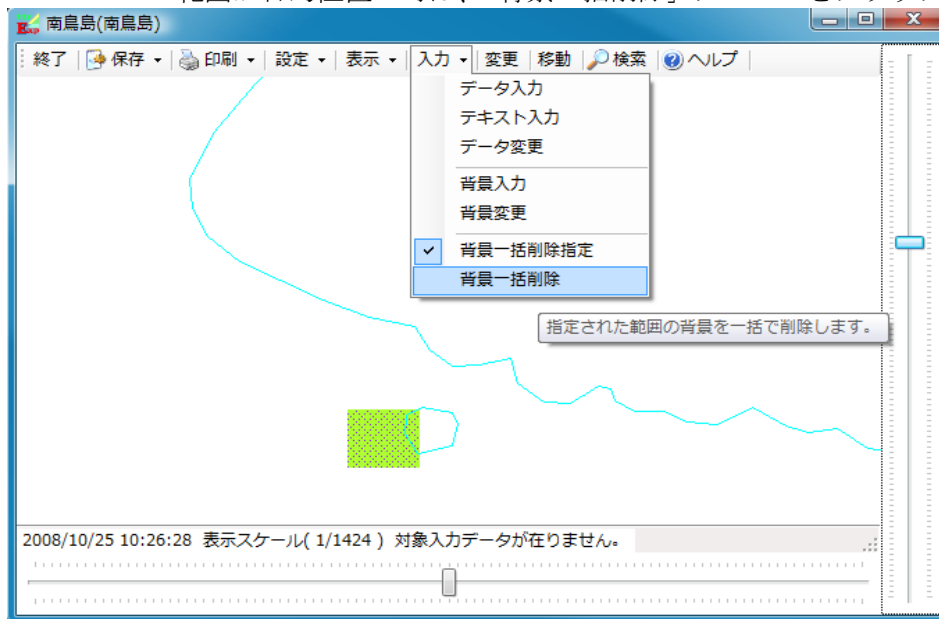 南鳥島(南鳥島)
終了 保存 印刷 設定 表示 入力 変更 移動 検索 ヘルプ
データ入力
テキスト入力
データ変更
背景入力
背景変更
背景一括削除指定
背景一括削除
指定された範囲の背景を一括で削除します。
2008/10/25 10:26:28 表示スケール( 1/1424 ) 対象入力データが在りません。